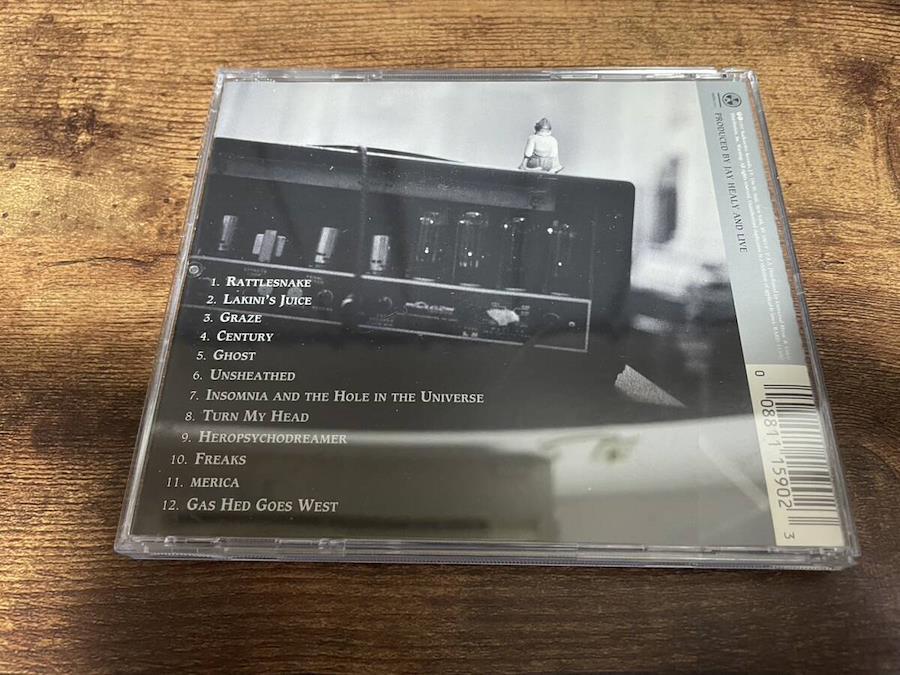 1. Rattlesnake
2. Lakini's Juice
3. Graze
4. Century
5. Ghost
6. Unsheathed
7. Insomnia and the Hole in the Universe
8. Turn My Head
9. Heropsychodreamer
10. Freaks
11. merica
12. Gas Hed Goes West
PRODUCED BY JAY HEALY AND LIVE
0 08811 15902 3